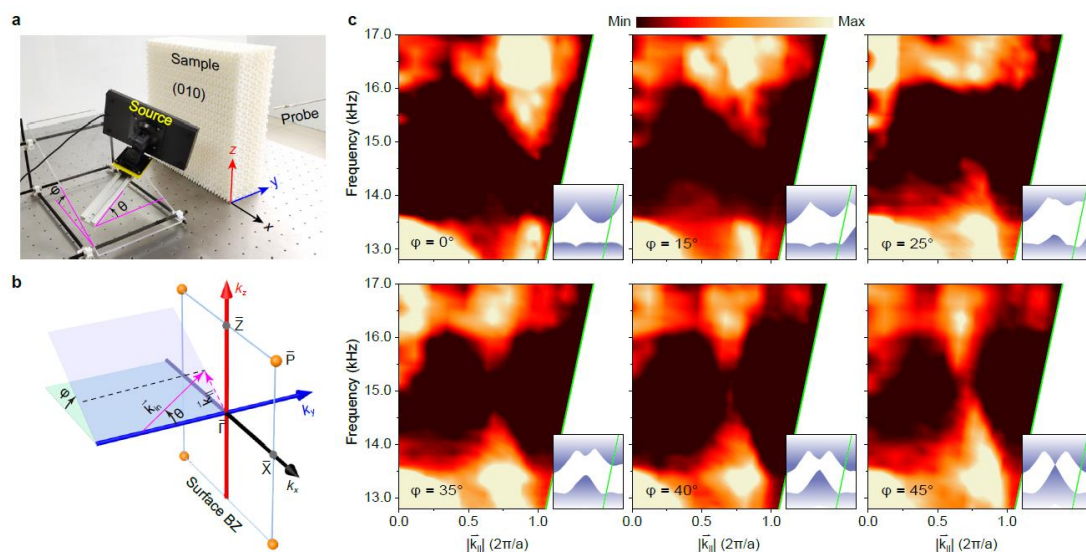 a
Sample
(010)
Source
Probe
φ
θ
z
y
x
b
k_z
Z̄
P̄
φ
k_in
θ
k_∥
Γ̄
k_y
X̄
k_x
Surface BZ
c
Min Max
Frequency (kHz)
17.0
16.0
15.0
14.0
13.0
φ = 0°
φ = 15°
φ = 25°
Frequency (kHz)
17.0
16.0
15.0
14.0
13.0
φ = 35°
φ = 40°
φ = 45°
0.0 0.5 1.0 0.0 0.5 1.0 0.0 0.5 1.0
|k⃗_||| (2π/a) |k⃗_||| (2π/a) |k⃗_||| (2π/a)